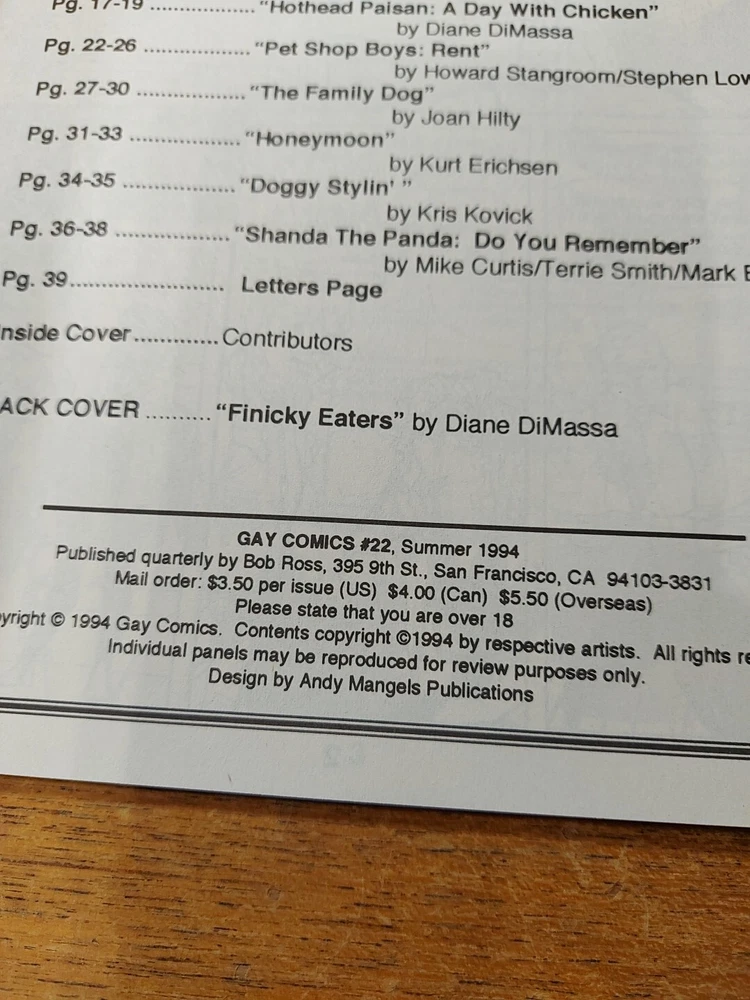 Pg. 17-19 ................. "Hothead Paisan: A Day With Chicken"
by Diane DiMassa
Pg. 22-26 ................. "Pet Shop Boys: Rent"
by Howard Stangroom/Stephen Low
Pg. 27-30 ................. "The Family Dog"
by Joan Hilty
Pg. 31-33 ................. "Honeymoon"
by Kurt Erichsen
Pg. 34-35 ................. "Doggy Stylin' "
by Kris Kovick
Pg. 36-38 ................. "Shanda The Panda: Do You Remember"
by Mike Curtis/Terrie Smith/Mark
Pg. 39....................... Letters Page
nside Cover............. Contributors
ACK COVER .......... "Finicky Eaters" by Diane DiMassa
GAY COMICS #22, Summer 1994
Published quarterly by Bob Ross, 395 9th St., San Francisco, CA 94103-3831
Mail order: $3.50 per issue (US) $4.00 (Can) $5.50 (Overseas)
Please state that you are over 18
yright © 1994 Gay Comics. Contents copyright ©1994 by respective artists. All rights re
Individual panels may be reproduced for review purposes only.
Design by Andy Mangels Publications